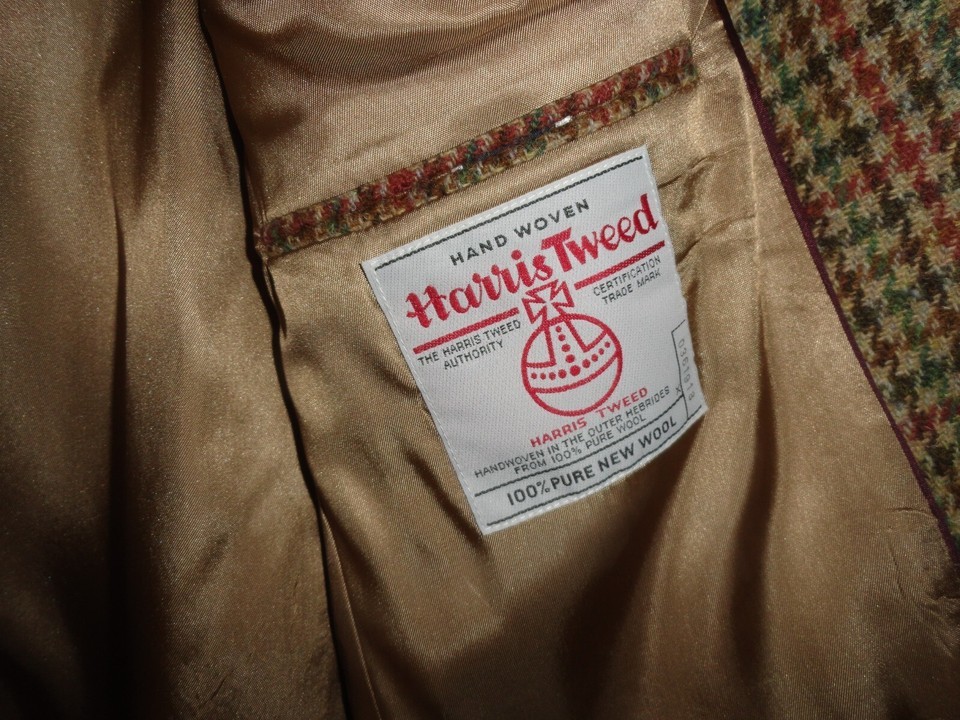 HAND WOVEN
Harris Tweed
THE HARRIS TWEED
AUTHORITY
CERTIFICATION
TRADE MARK
HARRIS TWEED
HANDWOVEN IN THE OUTER HEBRIDES
FROM 100% PURE WOOL
100% PURE NEW WOOL
X